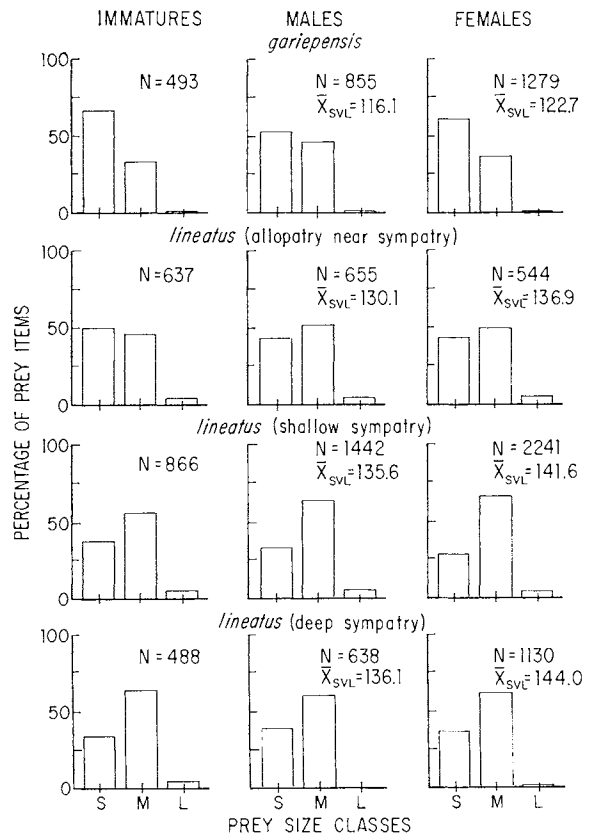 IMMATURES MALES FEMALES
gariepensis
100
50
0
N=493
N=855
X̄SVL=116.1
N=1279
X̄SVL=122.7
lineatus (allopatry near sympatry)
100
50
0
N=637
N=655
X̄SVL=130.1
N=544
X̄SVL=136.9
lineatus (shallow sympatry)
100
50
0
N=866
N=1442
X̄SVL=135.6
N=2241
X̄SVL=141.6
lineatus (deep sympatry)
100
50
0
N=488
N=638
X̄SVL=136.1
N=1130
X̄SVL=144.0
S M L S M L S M L
PREY SIZE CLASSES
PERCENTAGE OF PREY ITEMS